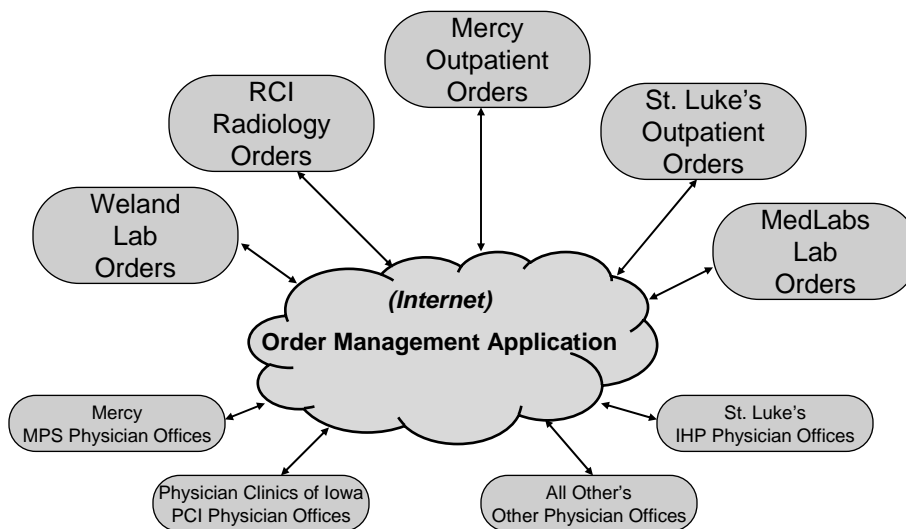 Mercy
Outpatient
Orders
RCI
Radiology
Orders
St. Luke's
Outpatient
Orders
Weland
Lab
Orders
MedLabs
Lab
Orders
(Internet)
Order Management Application
Mercy
MPS Physician Offices
St. Luke's
IHP Physician Offices
Physician Clinics of Iowa
PCI Physician Offices
All Other's
Other Physician Offices